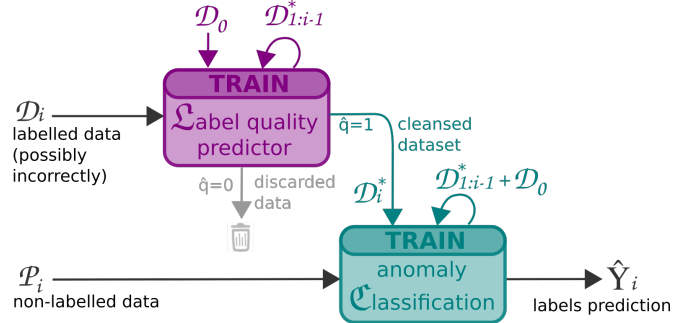 𝒟₀ 𝒟*₁:ᵢ₋₁
TRAIN
𝒟ᵢ
labelled data
(possibly
incorrectly)
𝔏abel quality
predictor
q̂=1
cleansed
dataset
q̂=0
discarded
data
𝒟ᵢ*
𝒟*₁:ᵢ₋₁ + 𝒟₀
TRAIN
anomaly
ℭlassification
𝒫ᵢ
non-labelled data
Ŷᵢ
labels prediction